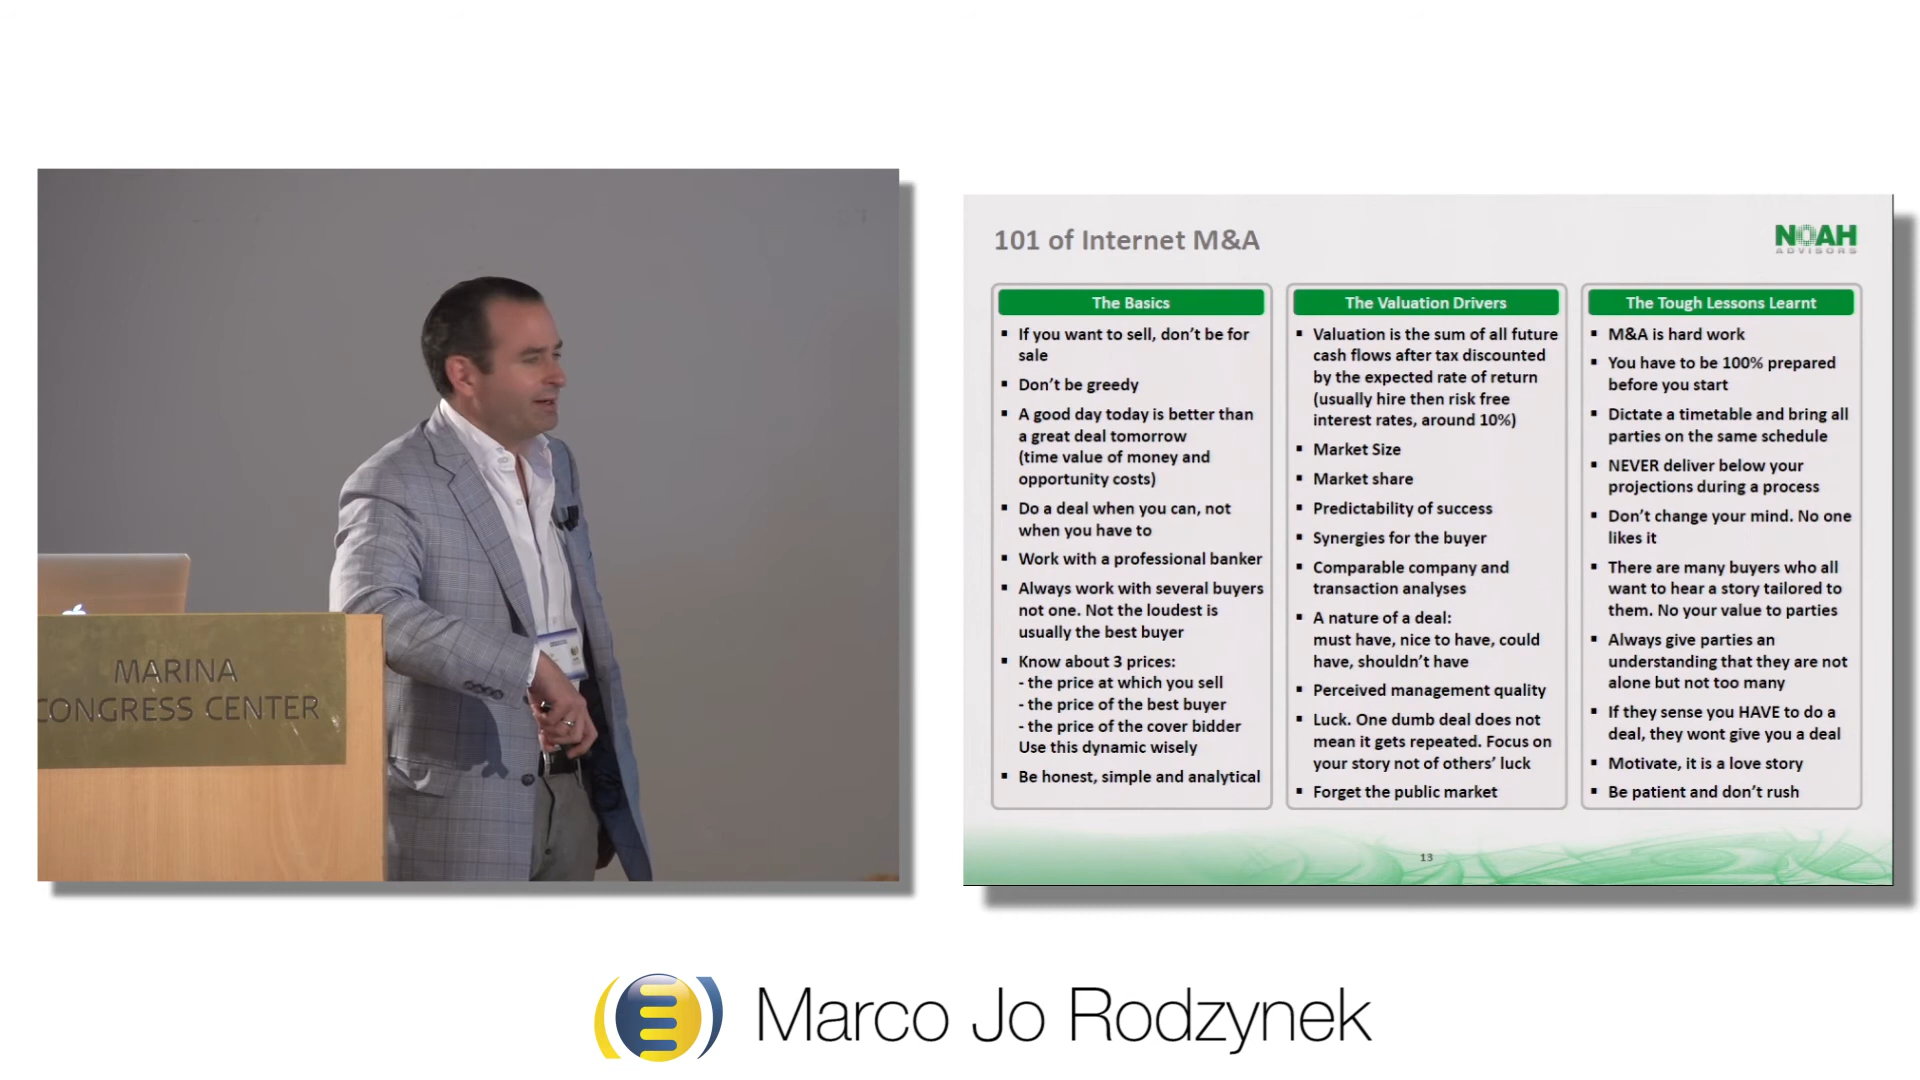 MARINA
CONGRESS CENTER
101 of Internet M&A
NOAH
ADVISORS
The Basics
If you want to sell, don't be for
sale
Don't be greedy
A good day today is better than
a great deal tomorrow
(time value of money and
opportunity costs)
Do a deal when you can, not
when you have to
Work with a professional banker
Always work with several buyers
not one. Not the loudest is
usually the best buyer
Know about 3 prices:
- the price at which you sell
- the price of the best buyer
- the price of the cover bidder
Use this dynamic wisely
Be honest, simple and analytical
The Valuation Drivers
Valuation is the sum of all future
cash flows after tax discounted
by the expected rate of return
(usually hire then risk free
interest rates, around 10%)
Market Size
Market share
Predictability of success
Synergies for the buyer
Comparable company and
transaction analyses
A nature of a deal:
must have, nice to have, could
have, shouldn't have
Perceived management quality
Luck. One dumb deal does not
mean it gets repeated. Focus on
your story not of others' luck
Forget the public market
The Tough Lessons Learnt
M&A is hard work
You have to be 100% prepared
before you start
Dictate a timetable and bring all
parties on the same schedule
NEVER deliver below your
projections during a process
Don't change your mind. No one
likes it
There are many buyers who all
want to hear a story tailored to
them. No your value to parties
Always give parties an
understanding that they are not
alone but not too many
If they sense you HAVE to do a
deal, they wont give you a deal
Motivate, it is a love story
Be patient and don't rush
13
Marco Jo Rodzynek